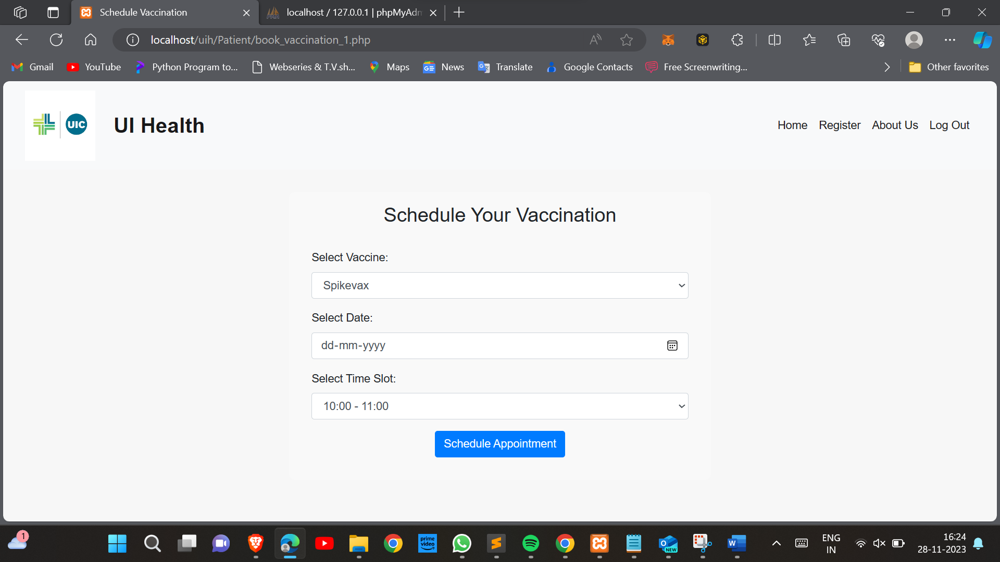 Schedule Vaccination
localhost / 127.0.0.1 | phpMyAdm
localhost/uih/Patient/book_vaccination_1.php
Gmail YouTube Python Program to... Webseries & T.V.sh... Maps News Translate Google Contacts Free Screenwriting... Other favorites
UIC
UI Health
Home Register About Us Log Out
Schedule Your Vaccination
Select Vaccine:
Spikevax
Select Date:
dd-mm-yyyy
Select Time Slot:
10:00 - 11:00
Schedule Appointment
1
prime
video
NEW
W
ENG
IN
16:24
28-11-2023